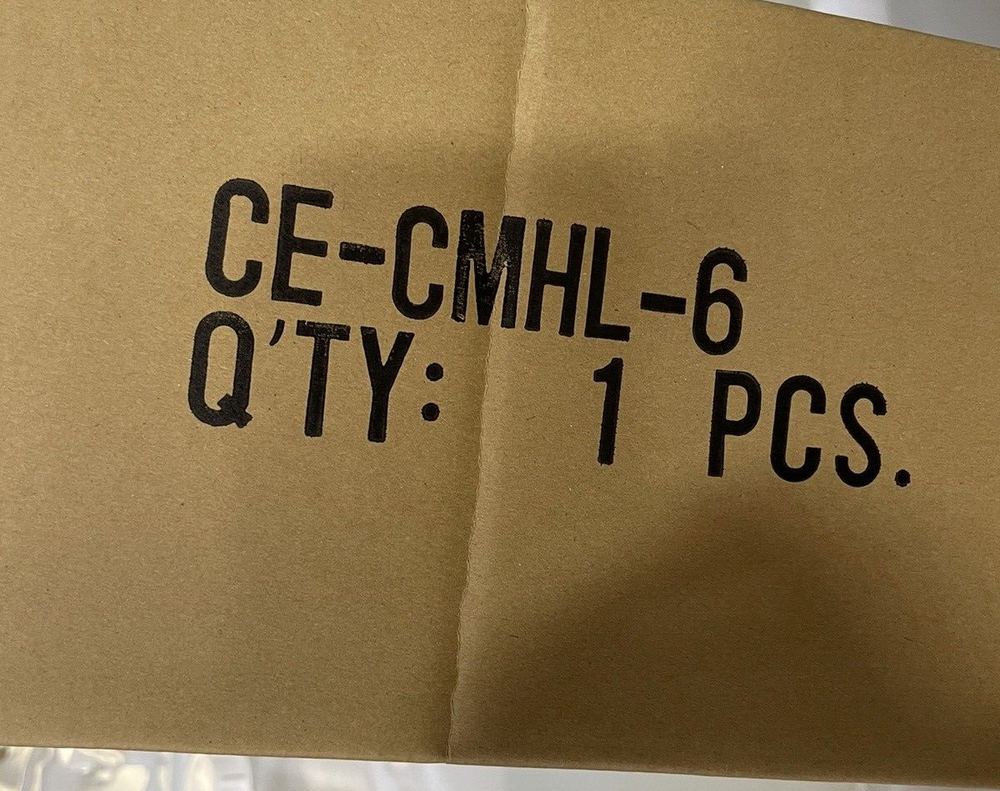 CE-CMHL-6
Q'TY: 1 PCS.